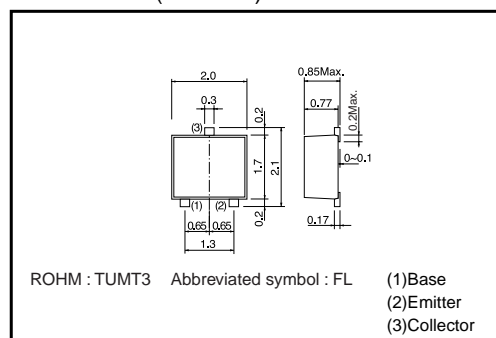 2.0
0.3
(3)
0.2
1.7
2.1
0.2
(1) (2)
0.65 0.65
1.3
0.85Max.
0.77
0.2Max.
0~0.1
0.17
ROHM : TUMT3 Abbreviated symbol : FL
(1)Base
(2)Emitter
(3)Collector